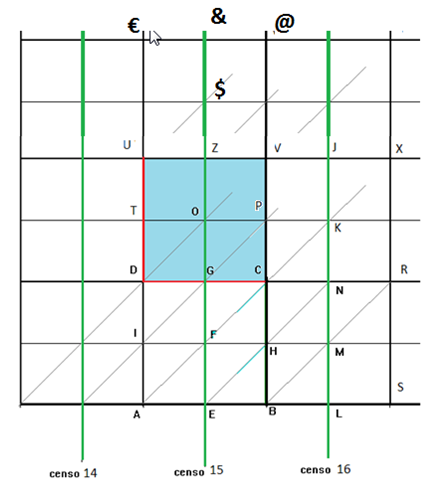 € & @
$
U Z V J X
T O P K
D G C R
N
I F
H M
S
A E B L
censo 14 censo 15 censo 16